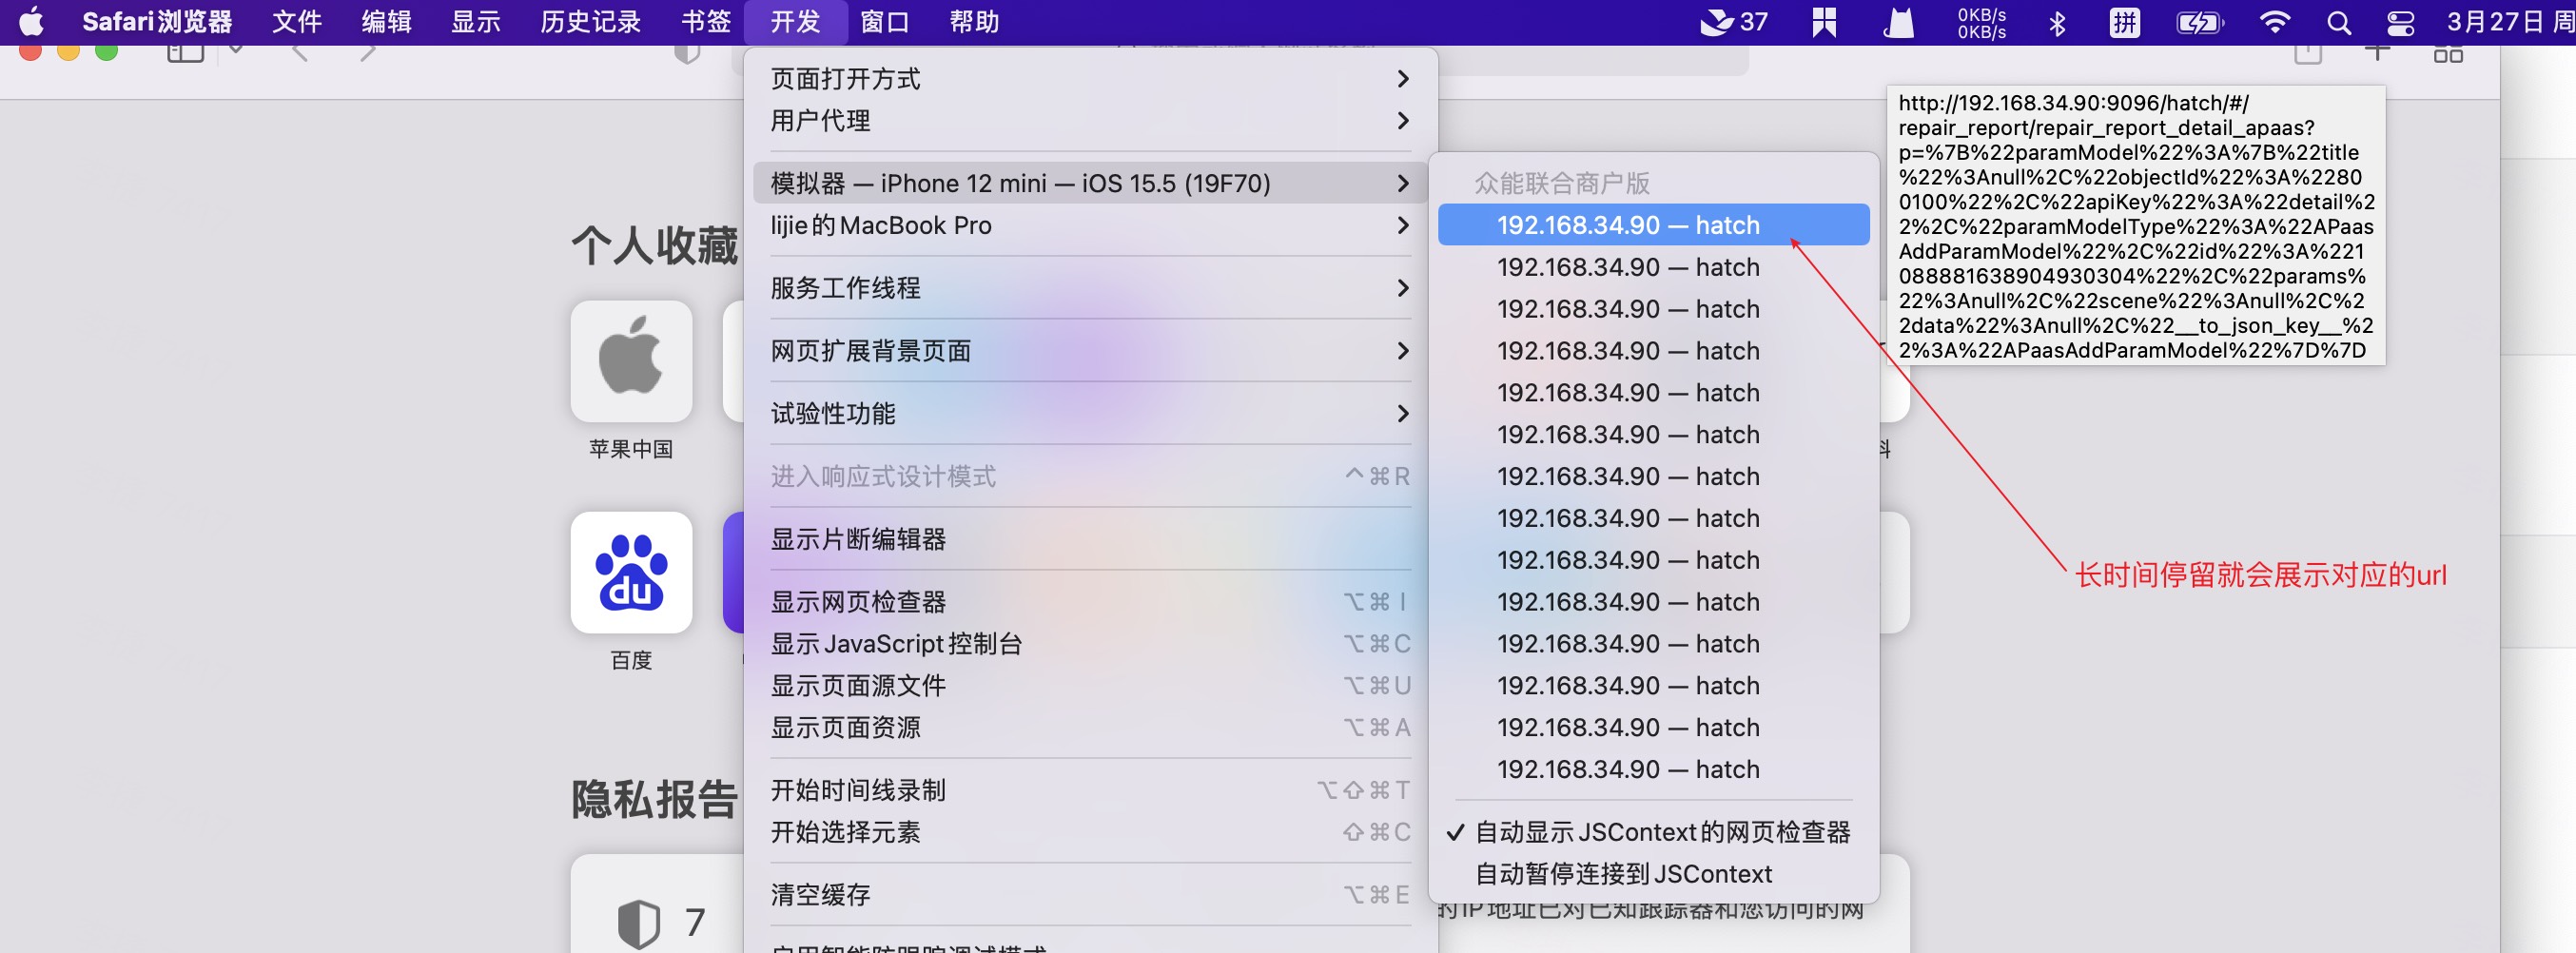 Safari浏览器 文件 编辑 显示 历史记录 书签 开发 窗口 帮助
37
0KB/s
0KB/s
拼
3月27日 周
页面打开方式
用户代理
模拟器 — iPhone 12 mini — iOS 15.5 (19F70)
lijie的MacBook Pro
服务工作线程
网页扩展背景页面
试验性功能
进入响应式设计模式 ^⌘R
显示片断编辑器
显示网页检查器 ⌥⌘I
显示JavaScript控制台 ⌥⌘C
显示页面源文件 ⌥⌘U
显示页面资源 ⌥⌘A
开始时间线录制 ⌥⇧⌘T
开始选择元素 ⇧⌘C
清空缓存 ⌥⌘E
众能联合商户版
192.168.34.90 — hatch
192.168.34.90 — hatch
192.168.34.90 — hatch
192.168.34.90 — hatch
192.168.34.90 — hatch
192.168.34.90 — hatch
192.168.34.90 — hatch
192.168.34.90 — hatch
192.168.34.90 — hatch
192.168.34.90 — hatch
192.168.34.90 — hatch
192.168.34.90 — hatch
192.168.34.90 — hatch
192.168.34.90 — hatch
✓ 自动显示JSContext的网页检查器
自动暂停连接到JSContext
http://192.168.34.90:9096/hatch/#/
repair_report/repair_report_detail_apaas?
p=%7B%22paramModel%22%3A%7B%22title
%22%3Anull%2C%22objectId%22%3A%2280
0100%22%2C%22apiKey%22%3A%22detail%2
2%2C%22paramModelType%22%3A%22APaas
AddParamModel%22%2C%22id%22%3A%221
088881638904930304%22%2C%22params%
22%3Anull%2C%22scene%22%3Anull%2C%2
2data%22%3Anull%2C%22__to_json_key__%2
2%3A%22APaasAddParamModel%22%7D%7D
长时间停留就会展示对应的url
个人收藏
苹果中国
du
百度
隐私报告
7
的IP地址已对已知跟踪器和您访问的网